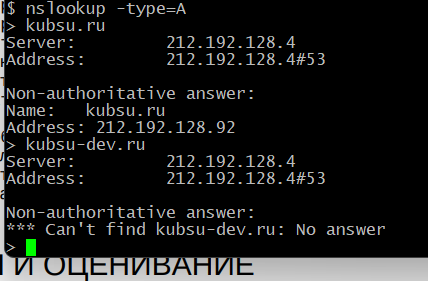 $ nslookup -type=A
> kubsu.ru
Server:         212.192.128.4
Address:        212.192.128.4#53

Non-authoritative answer:
Name:   kubsu.ru
Address: 212.192.128.92
> kubsu-dev.ru
Server:         212.192.128.4
Address:        212.192.128.4#53

Non-authoritative answer:
*** Can't find kubsu-dev.ru: No answer
>
И ОЦЕНИВАНИЕ